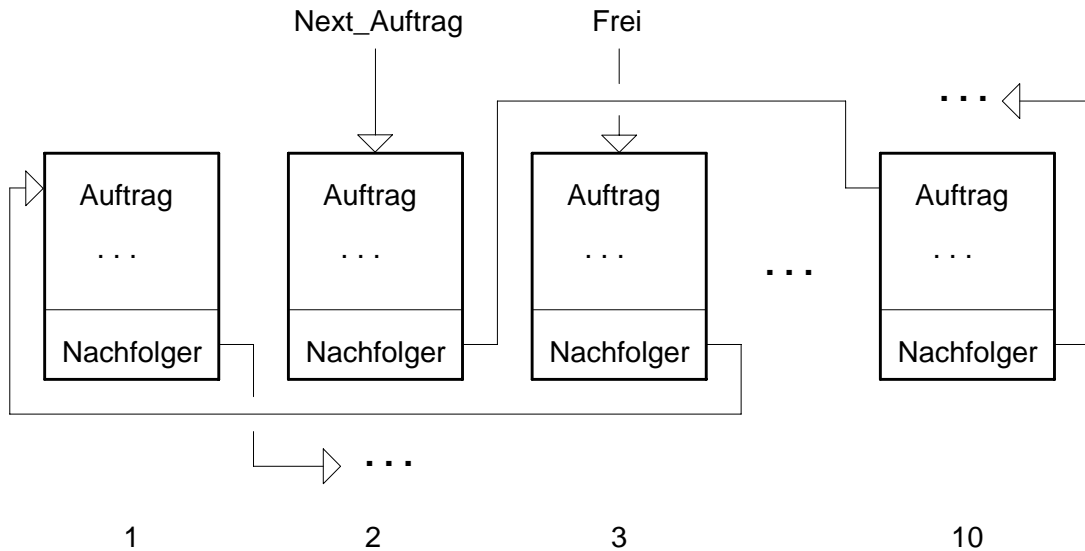 Next_Auftrag Frei
. . .
Auftrag Auftrag Auftrag Auftrag
. . . . . . . . . . . .
. . .
Nachfolger Nachfolger Nachfolger Nachfolger
. . .
1 2 3 10